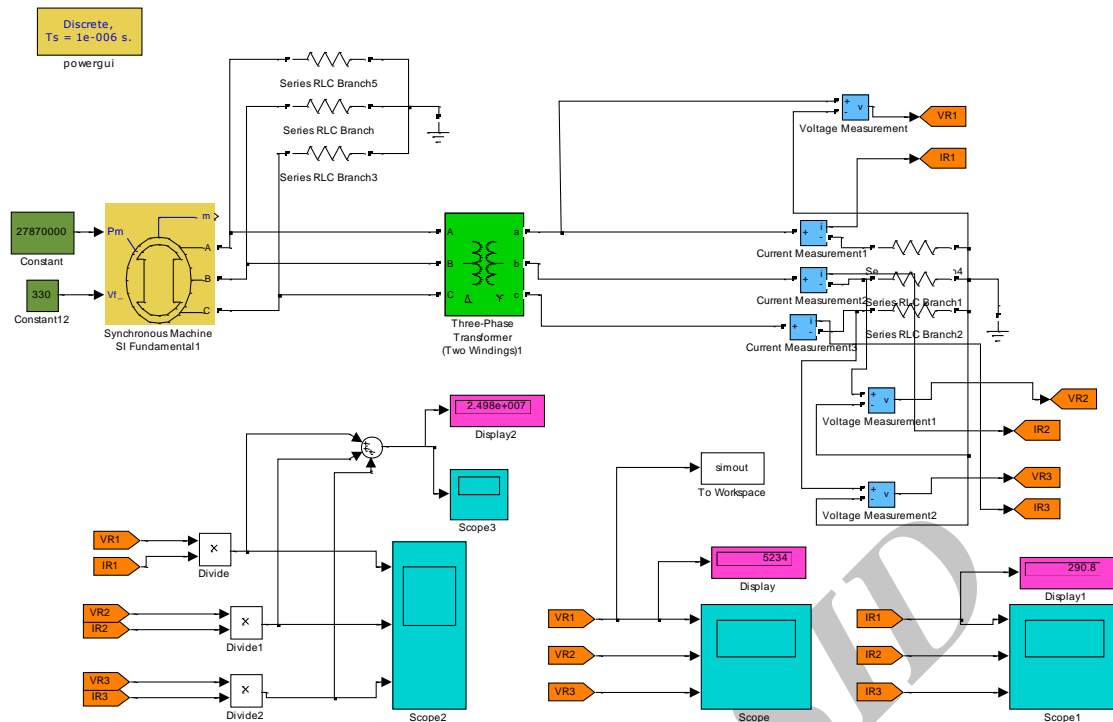 Discrete,
Ts = 1e-006 s.
powergui
Series RLC Branch5
Series RLC Branch
Series RLC Branch3
+
-
v
Voltage Measurement
VR1
IR1
27870000
Constant
330
Constant12
Pm
Vf_
m
A
B
C
Synchronous Machine
SI Fundamental1
A
B
C
a
b
c
Three-Phase
Transformer
(Two Windings)1
+
i
-
Current Measurement1
+
i
-
Current Measurement2
Series RLC Branch1
+
i
-
Current Measurement3
Series RLC Branch2
+
-
v
Voltage Measurement1
VR2
IR2
+
-
v
Voltage Measurement2
VR3
IR3
2.498e+007
Display2
Scope3
simout
To Workspace
VR1
IR1
x
Divide
VR2
IR2
x
Divide1
VR3
IR3
x
Divide2
Scope2
5234
Display
VR1
VR2
VR3
Scope
290.8
Display1
IR1
IR2
IR3
Scope1